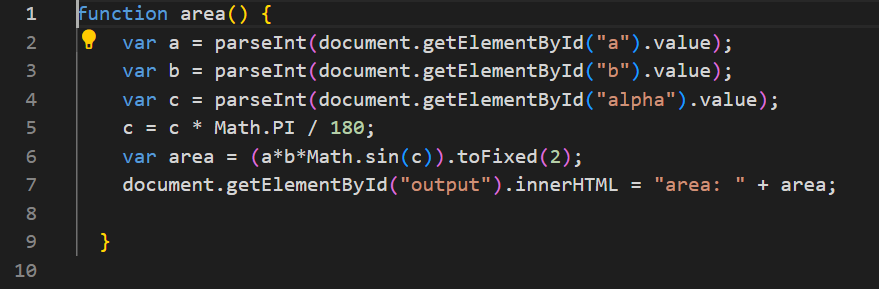 1 function area() {
2 var a = parseInt(document.getElementById("a").value);
3 var b = parseInt(document.getElementById("b").value);
4 var c = parseInt(document.getElementById("alpha").value);
5 c = c * Math.PI / 180;
6 var area = (a*b*Math.sin(c)).toFixed(2);
7 document.getElementById("output").innerHTML = "area: " + area;
8
9 }
10